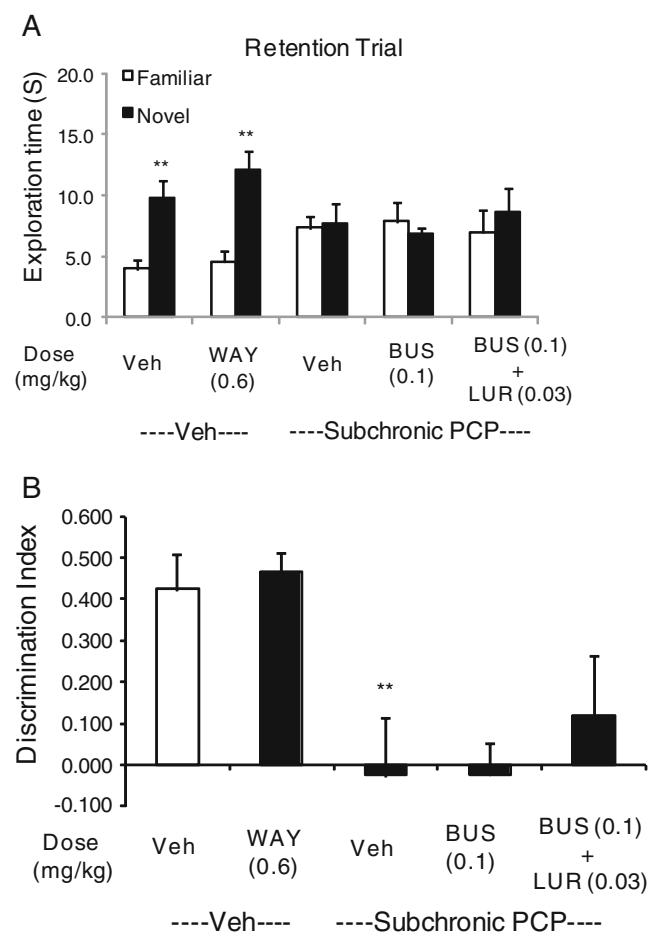 A
Retention Trial
Exploration time (S)
20.0
15.0
10.0
5.0
0.0
Familiar
Novel
**
**
Dose
(mg/kg)
Veh
WAY
(0.6)
Veh
BUS
(0.1)
BUS (0.1)
+
LUR (0.03)
----Veh----
----Subchronic PCP----
B
Discrimination Index
0.600
0.500
0.400
0.300
0.200
0.100
0.000
-0.100
**
Dose
(mg/kg)
Veh
WAY
(0.6)
Veh
BUS
(0.1)
BUS (0.1)
+
LUR (0.03)
----Veh----
----Subchronic PCP----